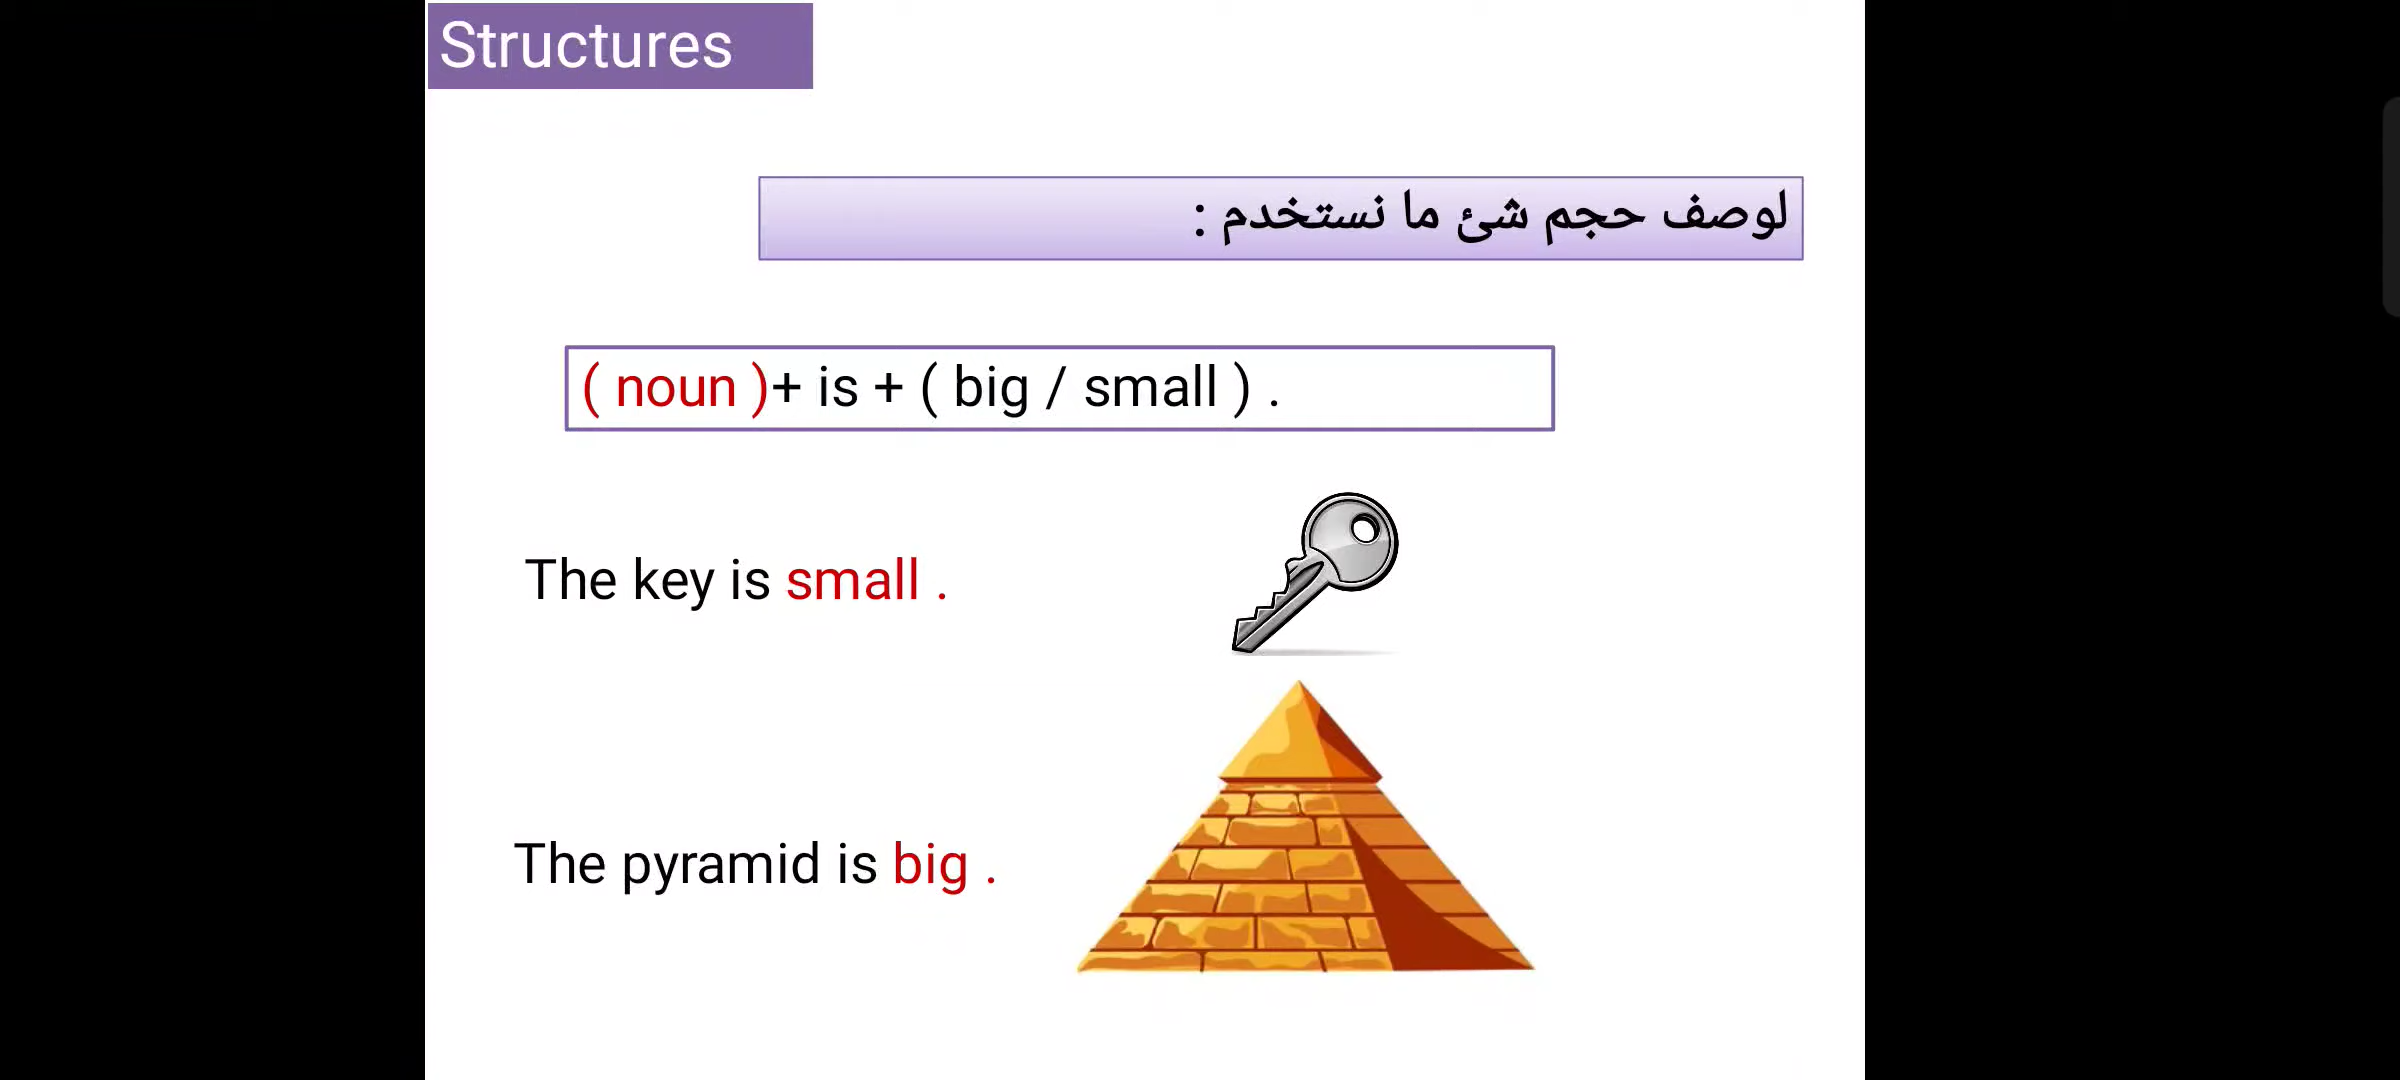 Structures
لوصف حجم شئ ما نستخدم :
( noun )+ is + ( big / small ) .
The key is small .
The pyramid is big .